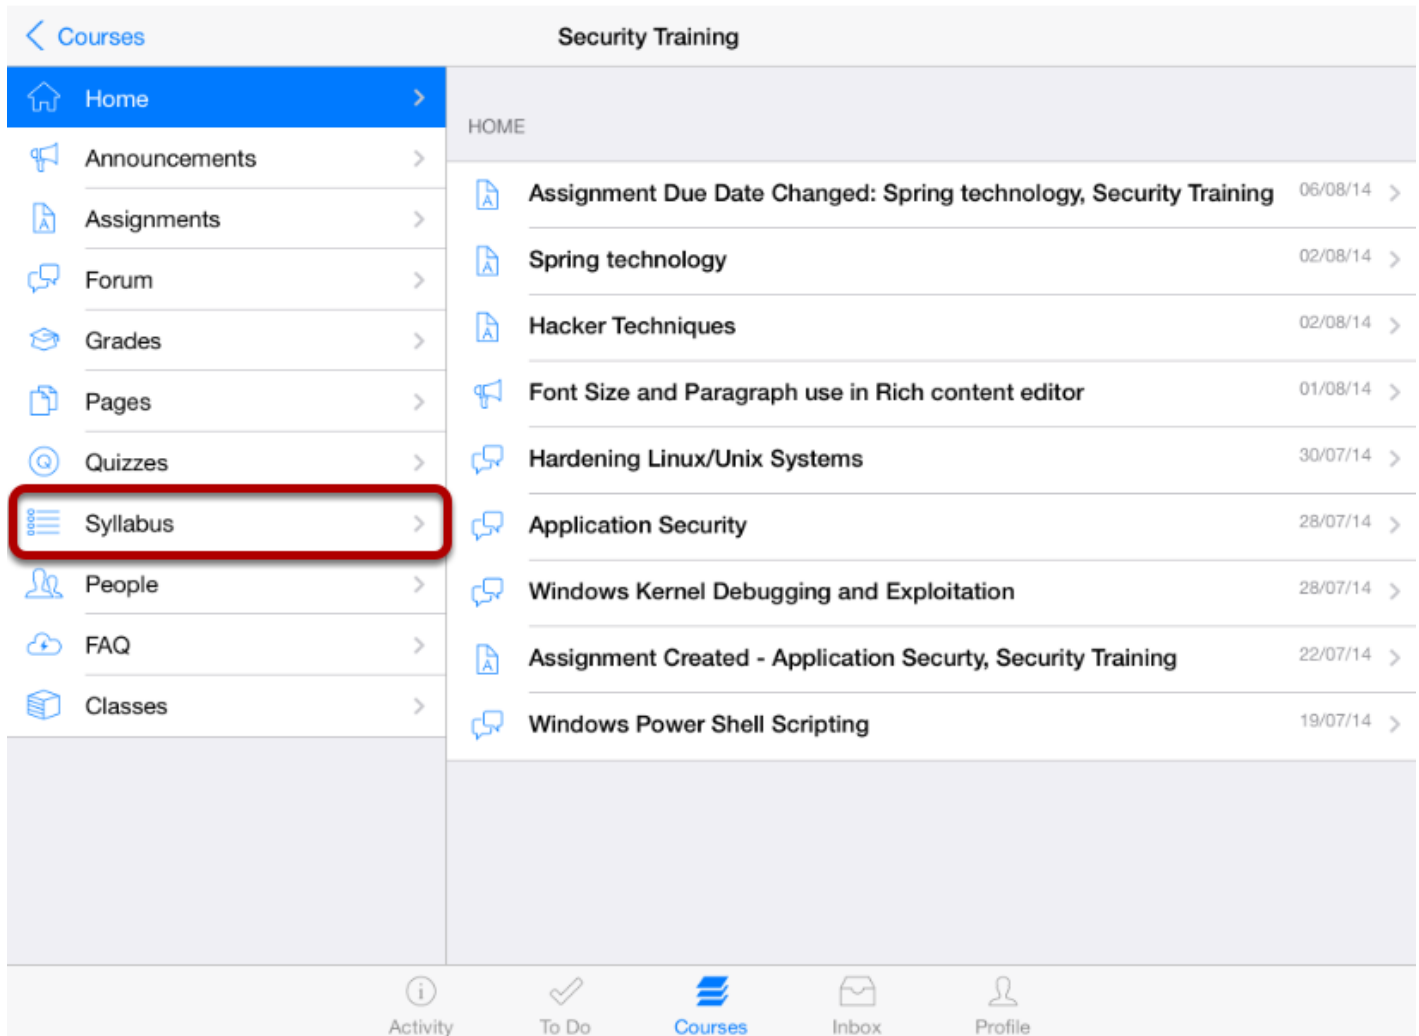 Courses
Security Training
Home
Announcements
Assignments
Forum
Grades
Pages
Quizzes
Syllabus
People
FAQ
Classes
HOME
Assignment Due Date Changed: Spring technology, Security Training 06/08/14
Spring technology 02/08/14
Hacker Techniques 02/08/14
Font Size and Paragraph use in Rich content editor 01/08/14
Hardening Linux/Unix Systems 30/07/14
Application Security 28/07/14
Windows Kernel Debugging and Exploitation 28/07/14
Assignment Created - Application Securty, Security Training 22/07/14
Windows Power Shell Scripting 19/07/14
Activity
To Do
Courses
Inbox
Profile